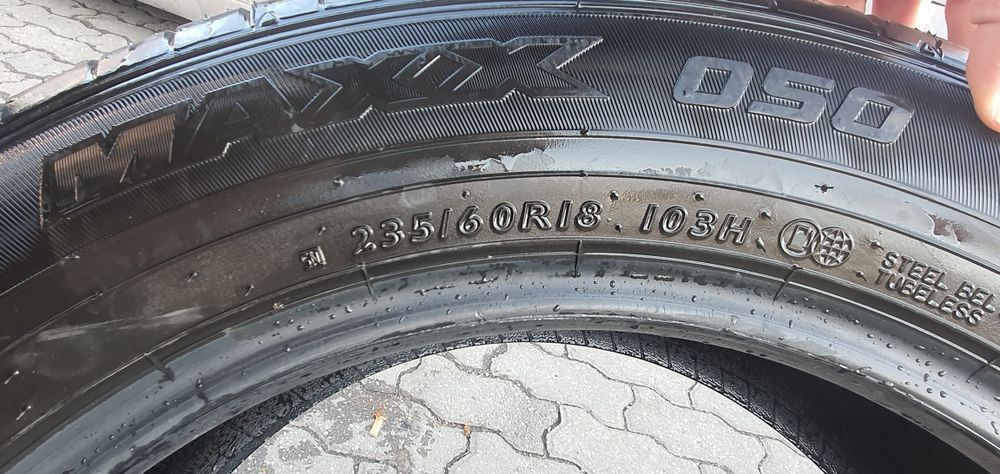 MAXX 050
235/60R18 103H
STEEL BEL
TUBELESS